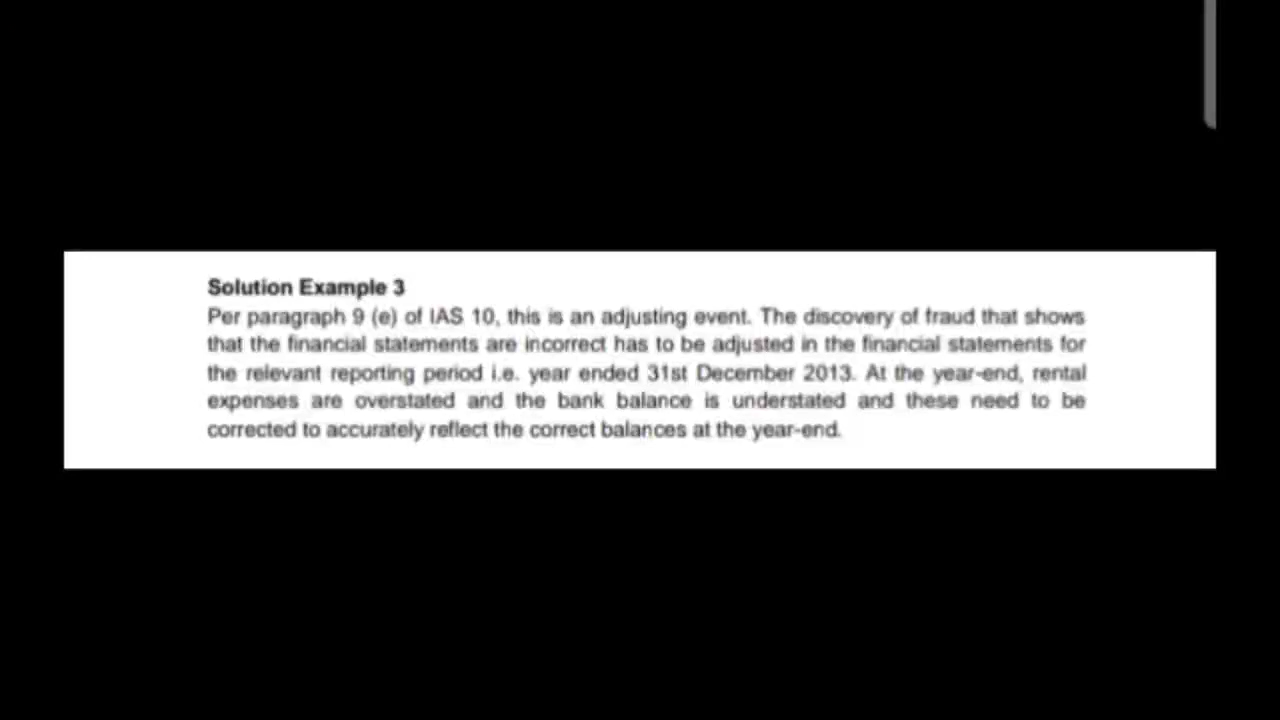 Solution Example 3
Per paragraph 9 (e) of IAS 10, this is an adjusting event. The discovery of fraud that shows
that the financial statements are incorrect has to be adjusted in the financial statements for
the relevant reporting period i.e. year ended 31st December 2013. At the year-end, rental
expenses are overstated and the bank balance is understated and these need to be
corrected to accurately reflect the correct balances at the year-end.